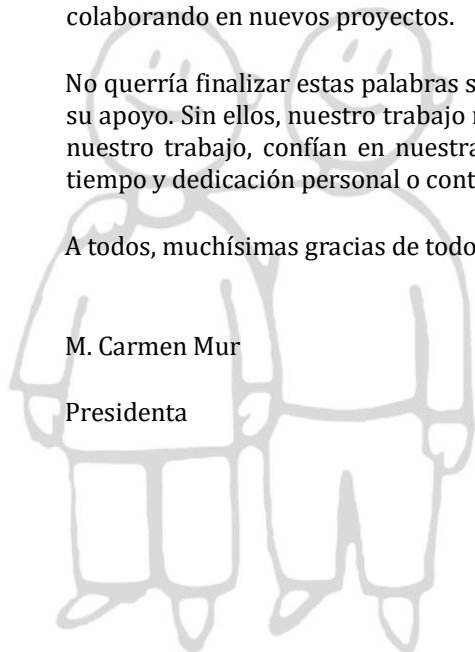 colaborando en nuevos proyectos.
No querría finalizar estas palabras s
su apoyo. Sin ellos, nuestro trabajo
nuestro trabajo, confían en nuestra
tiempo y dedicación personal o cont
A todos, muchísimas gracias de todo
M. Carmen Mur
Presidenta